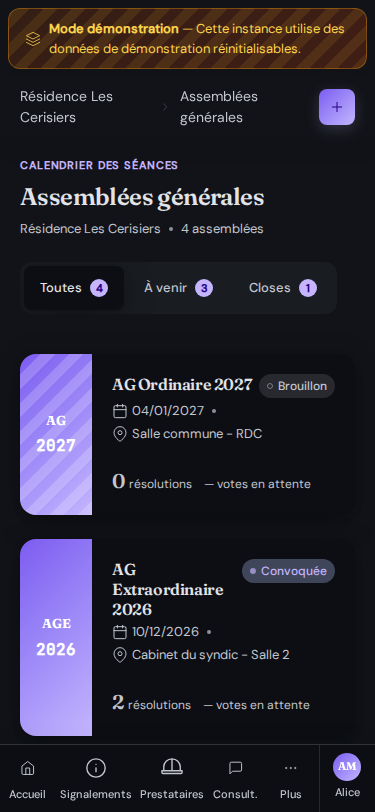 Mode démonstration — Cette instance utilise des
données de démonstration réinitialisables.
Résidence Les
Cerisiers
Assemblées
générales
CALENDRIER DES SÉANCES
Assemblées générales
Résidence Les Cerisiers • 4 assemblées
Toutes 4 À venir 3 Closes 1
AG
2027
AG Ordinaire 2027
Brouillon
04/01/2027 •
Salle commune - RDC
0 résolutions — votes en attente
AGE
2026
AG
Extraordinaire
2026
Convoquée
10/12/2026 •
Cabinet du syndic - Salle 2
2 résolutions — votes en attente
Accueil Signalements Prestataires Consult. Plus
AM
Alice